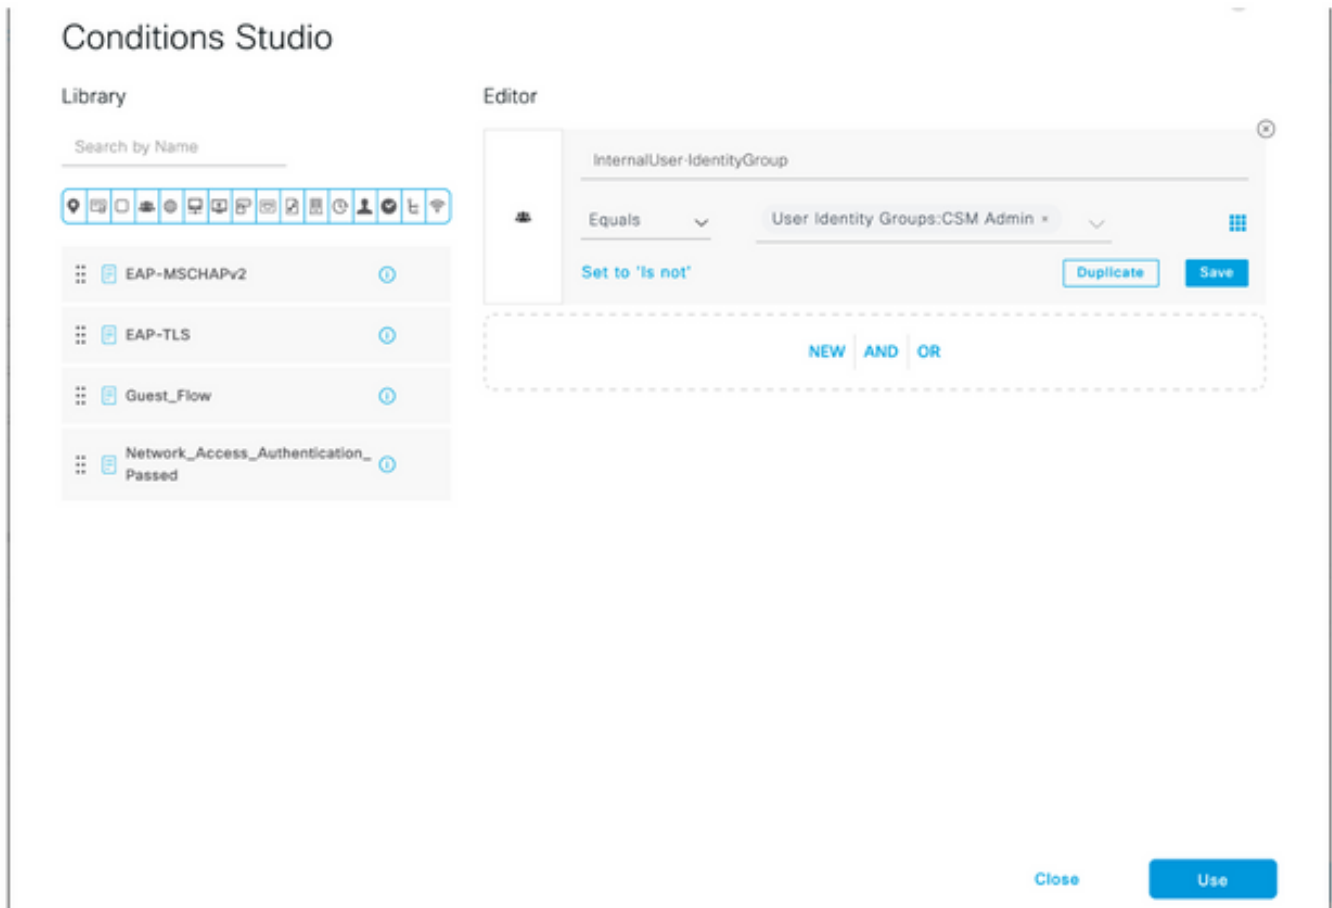 Conditions Studio
Library
Search by Name
EAP-MSCHAPv2
EAP-TLS
Guest_Flow
Network_Access_Authentication_
Passed
Editor
InternalUser·IdentityGroup
Equals
User Identity Groups:CSM Admin ×
Set to 'Is not'
Duplicate
Save
NEW AND OR
Close
Use